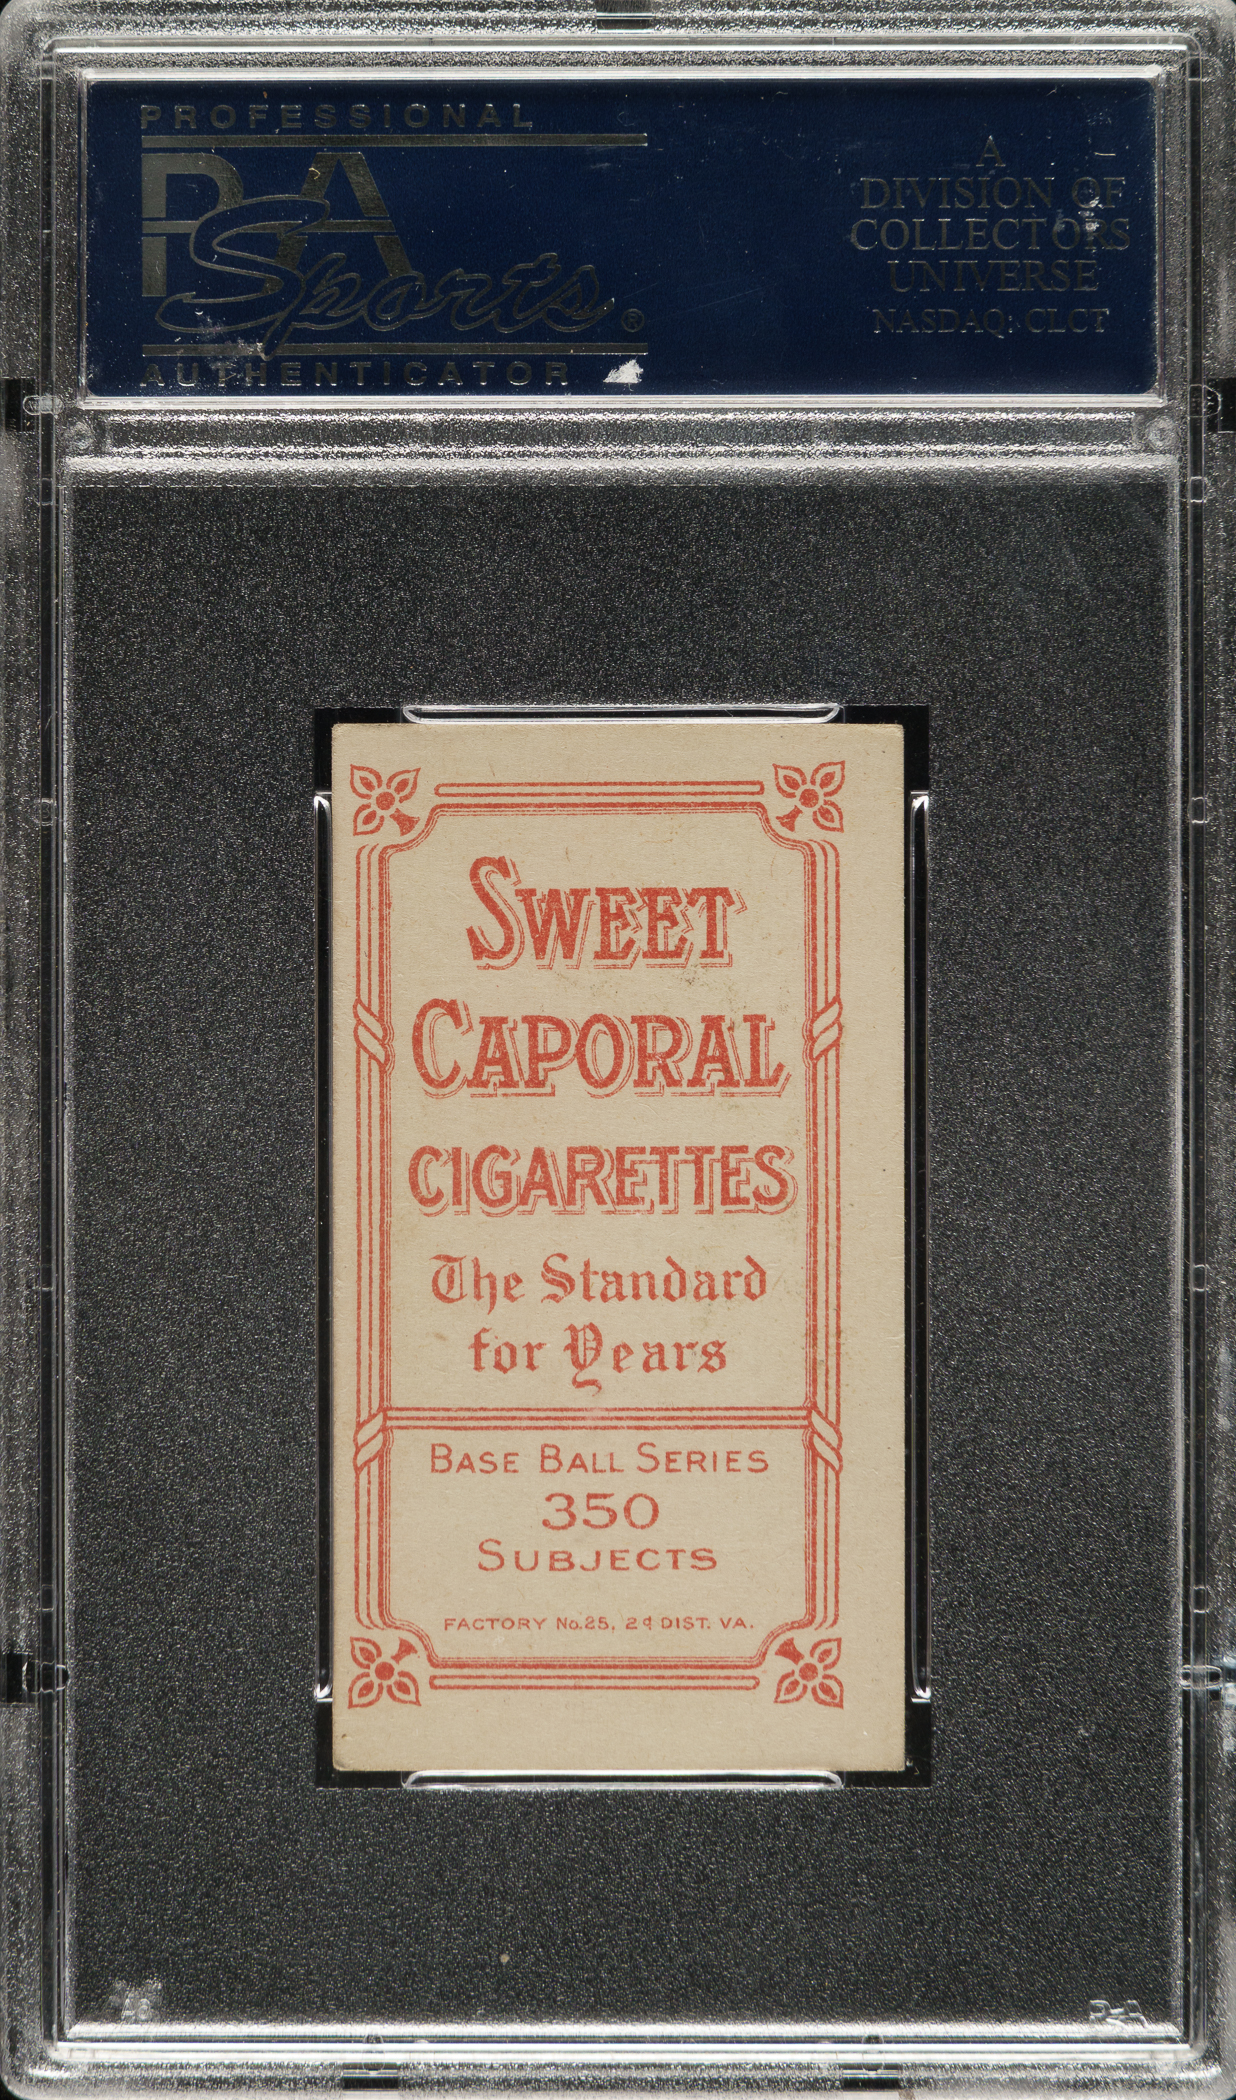 PROFESSIONAL
PSA
Sports ®
AUTHENTICATOR
A
DIVISION OF
COLLECTORS
UNIVERSE
NASDAQ: CLCT
SWEET
CAPORAL
CIGARETTES
The Standard
for Years
BASE BALL SERIES
350
SUBJECTS
FACTORY No. 25, 2d DIST. VA.
PSA